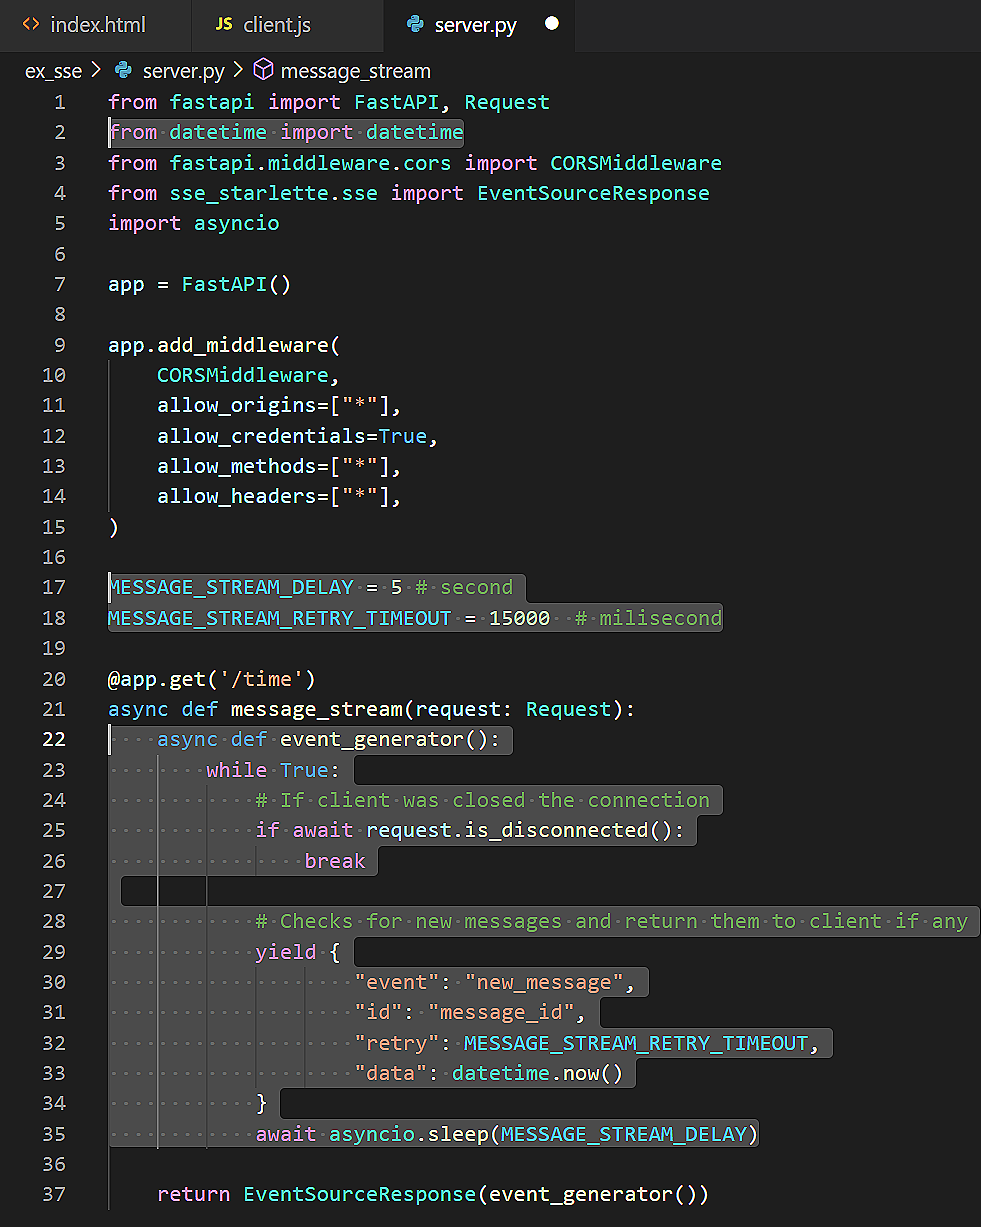 index.html JS client.js server.py
ex_sse > server.py > message_stream
1 from fastapi import FastAPI, Request
2 from datetime import datetime
3 from fastapi.middleware.cors import CORSMiddleware
4 from sse_starlette.sse import EventSourceResponse
5 import asyncio
6
7 app = FastAPI()
8
9 app.add_middleware(
10     CORSMiddleware,
11     allow_origins=["*"],
12     allow_credentials=True,
13     allow_methods=["*"],
14     allow_headers=["*"],
15 )
16
17 MESSAGE_STREAM_DELAY = 5 # second
18 MESSAGE_STREAM_RETRY_TIMEOUT = 15000  # milisecond
19
20 @app.get('/time')
21 async def message_stream(request: Request):
22     async def event_generator():
23         while True:
24             # If client was closed the connection
25             if await request.is_disconnected():
26                 break
27
28             # Checks for new messages and return them to client if any
29             yield {
30                     "event": "new_message",
31                     "id": "message_id",
32                     "retry": MESSAGE_STREAM_RETRY_TIMEOUT,
33                     "data": datetime.now()
34             }
35             await asyncio.sleep(MESSAGE_STREAM_DELAY)
36
37     return EventSourceResponse(event_generator())